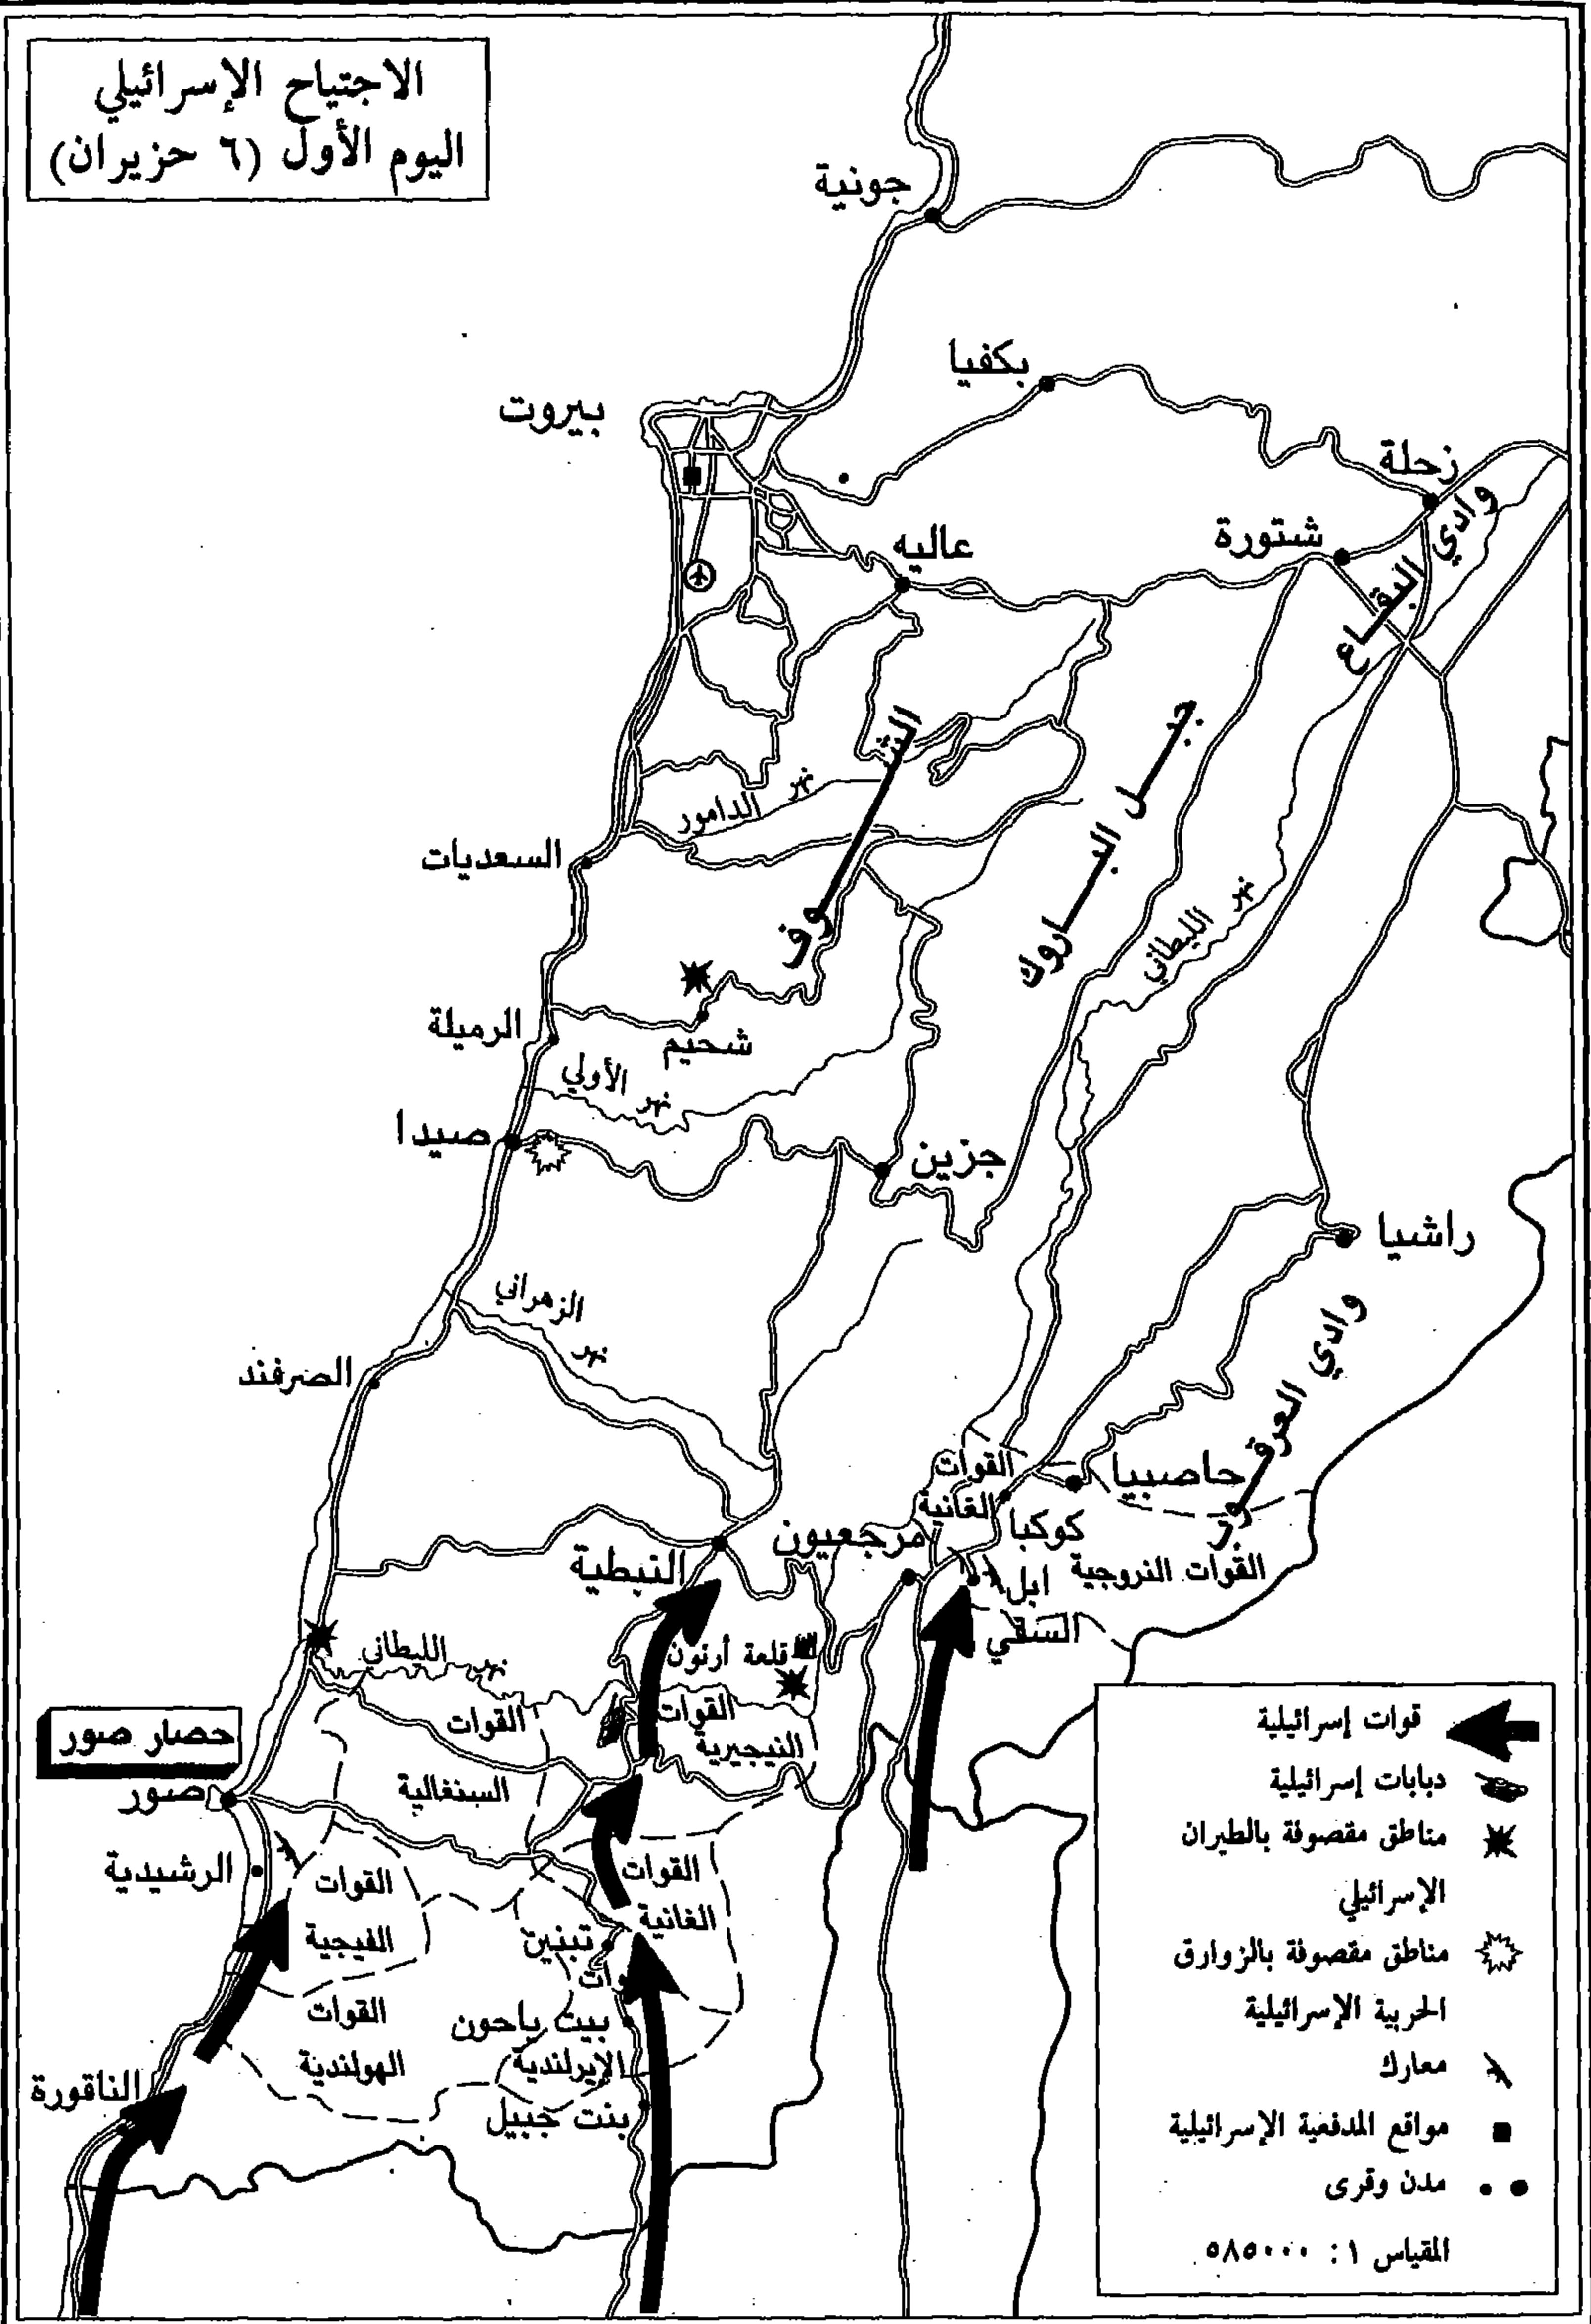 الاجتياح الإسرائيلي
اليوم الأول (٦ حزيران)
جونية
بكفيا
بيروت
زحلة
وادي البقاع
شتورة
عاليه
الشوف
جبل الباروك
نهر الدامور
السعديات
نهر الليطاني
الرميلة
شحيم
نهر الأولي
صيدا
جزين
راشيا
نهر الزهراني
الصرفند
وادي العرقوب
حاصبيا
القوات
الغانية
كوكبا
مرجعيون
القوات النروجية
ابل
السقي
النبطية
قلعة أرنون
نهر الليطاني
القوات
النيجيرية
القوات
السنغالية
حصار صور
صور
الرشيدية
القوات
الفيجية
القوات
الغانية
تبنين
وات
بيت ياحون
الإيرلندية
القوات
الهولندية
الناقورة
بنت جبيل
قوات إسرائيلية
دبابات إسرائيلية
مناطق مقصوفة بالطيران
الإسرائيلي
مناطق مقصوفة بالزوارق
الحربية الإسرائيلية
معارك
مواقع المدفعية الإسرائيلية
مدن وقرى
المقياس ١: ٥٨٥٠٠٠